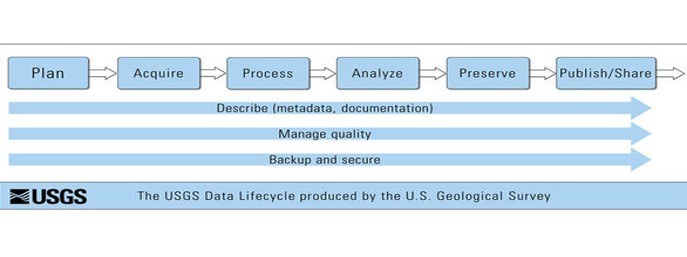 Plan
Acquire
Process
Analyze
Preserve
Publish/Share
Describe (metadata, documentation)
Manage quality
Backup and secure
USGS
The USGS Data Lifecycle produced by the U.S. Geological Survey